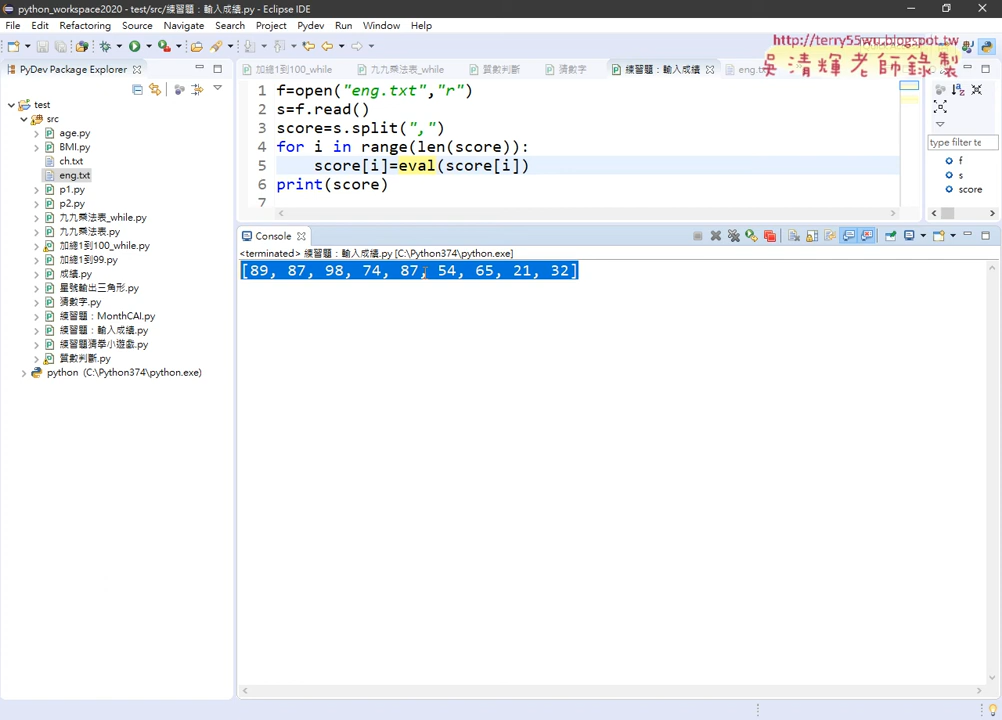 python_workspace2020 - test/src/練習題：輸入成績.py - Eclipse IDE
File Edit Refactoring Source Navigate Search Project Pydev Run Window Help
http://terry55wu.blogspot.tw
吳清輝老師錄製
PyDev Package Explorer
加總1到100_while
九九乘法表_while
質數判斷
猜數字
練習題：輸入成績
test
src
age.py
BMI.py
ch.txt
eng.txt
p1.py
p2.py
九九乘法表_while.py
九九乘法表.py
加總1到100_while.py
加總1到99.py
成績.py
星號輸出三角形.py
猜數字.py
練習題：MonthCAl.py
練習題：輸入成績.py
練習題猜拳小遊戲.py
質數判斷.py
python (C:\Python374\python.exe)
1 f=open("eng.txt","r")
2 s=f.read()
3 score=s.split(",")
4 for i in range(len(score)):
5 score[i]=eval(score[i])
6 print(score)
7
type filter te
f
s
score
Console
<terminated> 練習題：輸入成績.py [C:\Python374\python.exe]
[89, 87, 98, 74, 87, 54, 65, 21, 32]